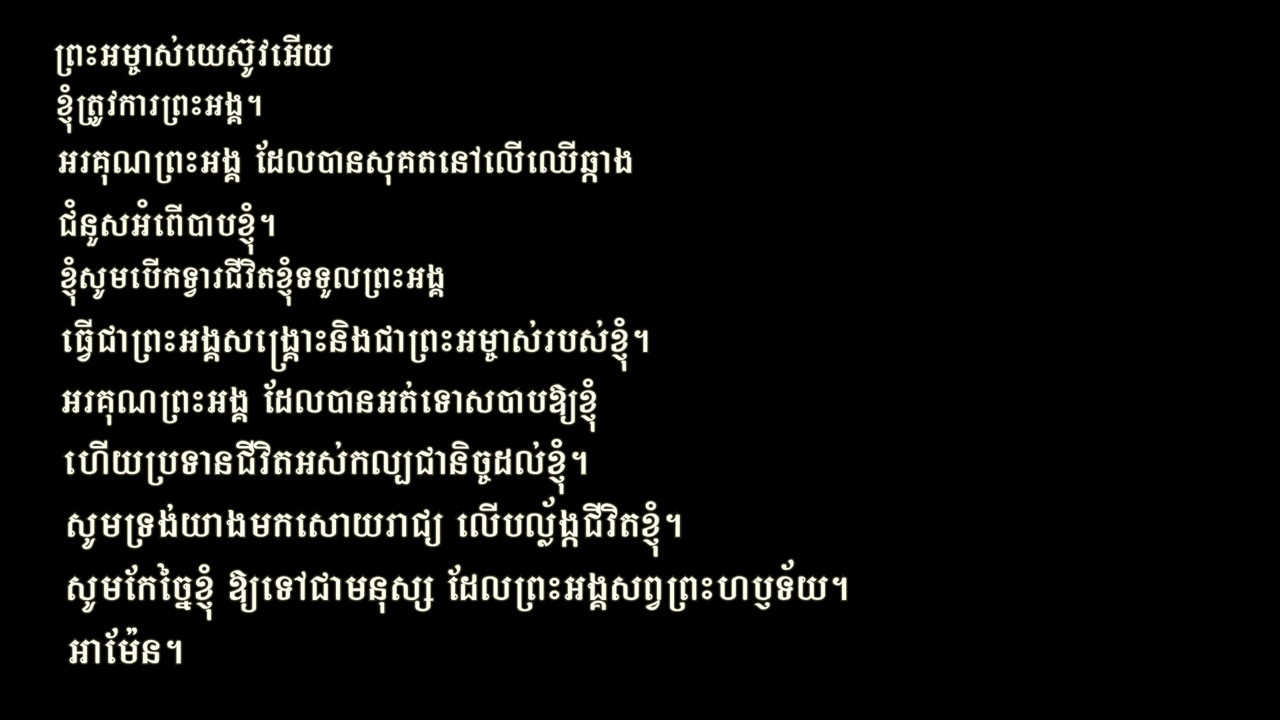 ព្រះអម្ចាស់យេស៊ូវអើយ
ខ្ញុំត្រូវការព្រះអង្គ។
អរគុណព្រះអង្គ ដែលបានសុគតនៅលើឈើឆ្កាង
ជំនួសអំពើបាបខ្ញុំ។
ខ្ញុំសូមបើកទ្វារជីវិតខ្ញុំទទួលព្រះអង្គ
ធ្វើជាព្រះអង្គសង្គ្រោះនិងជាព្រះអម្ចាស់របស់ខ្ញុំ។
អរគុណព្រះអង្គ ដែលបានអត់ទោសបាបឱ្យខ្ញុំ
ហើយប្រទានជីវិតអស់កល្បជានិច្ចដល់ខ្ញុំ។
សូមទ្រង់យាងមកសោយរាជ្យ លើបល្ល័ង្កជីវិតខ្ញុំ។
សូមកែច្នៃខ្ញុំ ឱ្យទៅជាមនុស្ស ដែលព្រះអង្គសព្វព្រះហប្ញទ័យ។
អាម៉ែន។